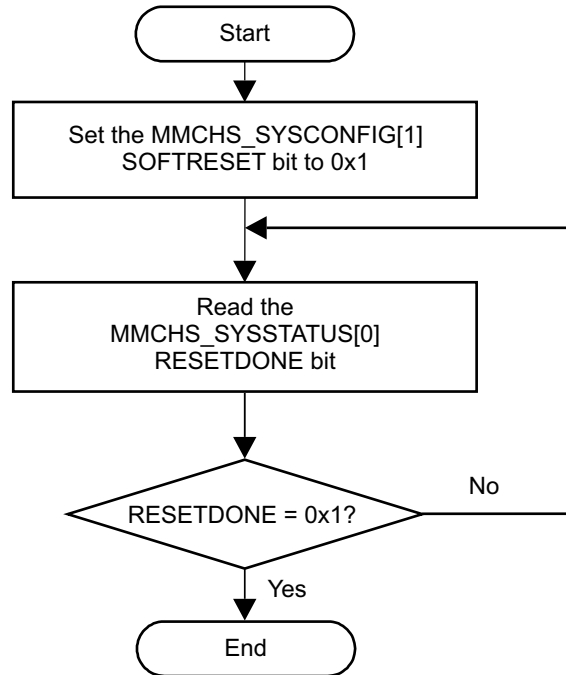 Start
Set the MMCHS_SYSCONFIG[1]
SOFTRESET bit to 0x1
Read the
MMCHS_SYSSTATUS[0]
RESETDONE bit
RESETDONE = 0x1?
No
Yes
End